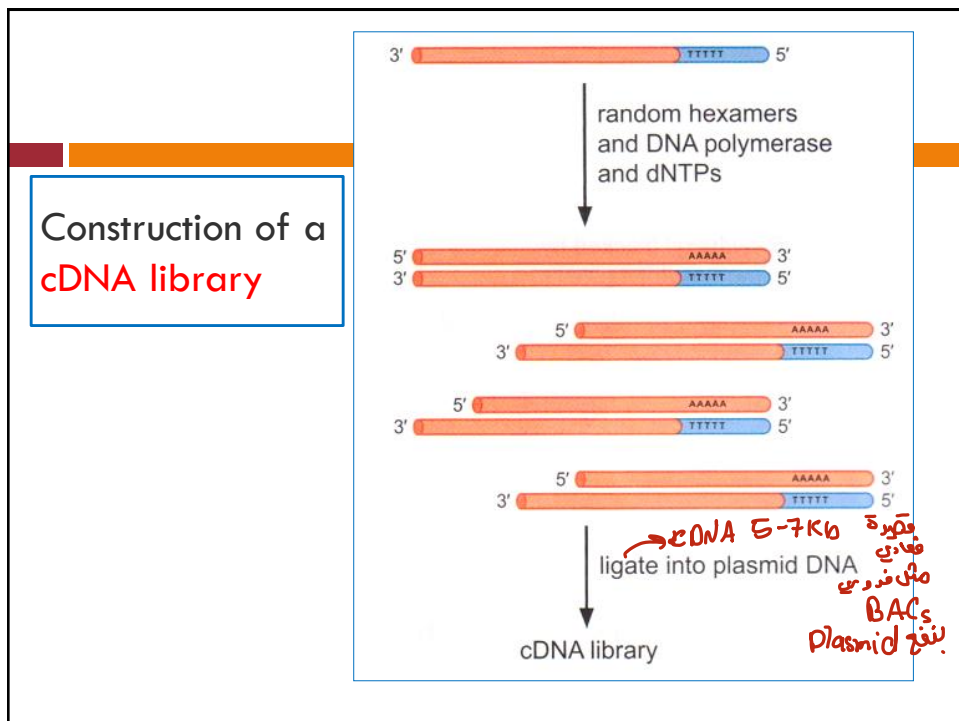 Construction of a
cDNA library
3′ TTTTT 5′
random hexamers
and DNA polymerase
and dNTPs
5′ AAAAA 3′
3′ TTTTT 5′
5′ AAAAA 3′
3′ TTTTT 5′
5′ AAAAA 3′
3′ TTTTT 5′
5′ AAAAA 3′
3′ TTTTT 5′
cDNA 5-7Kb قصيرة
فعادي
ligate into plasmid DNA
مش ضروري
BACs
بنفع Plasmid
cDNA library